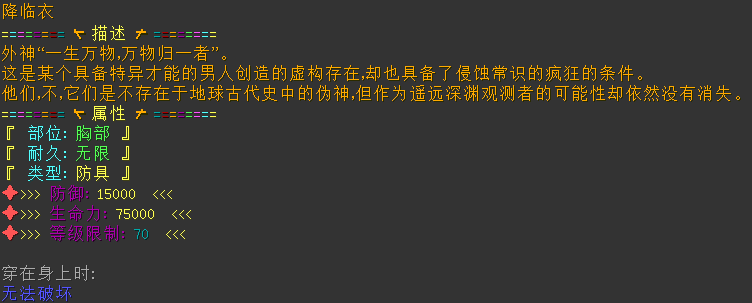 降临衣
========= ㄘ 描述 ㄘ =========
外神“一生万物,万物归一者”。
这是某个具备特异才能的男人创造的虚构存在,却也具备了侵蚀常识的疯狂的条件。
他们,不,它们是不存在于地球古代史中的伪神,但作为遥远深渊观测者的可能性却依然没有消失。
========= ㄘ 属性 ㄘ =========
『 部位: 胸部 』
『 耐久: 无限 』
『 类型: 防具 』
>>> 防御: 15000 <<<
>>> 生命力: 75000 <<<
>>> 等级限制: 70 <<<
穿在身上时:
无法破坏